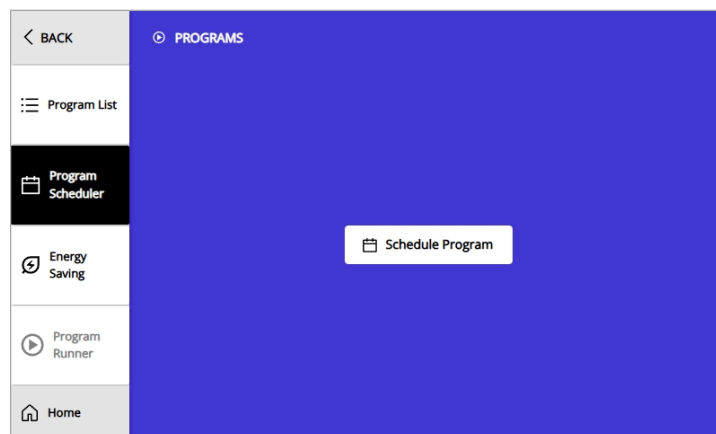 BACK
PROGRAMS
Program List
Program
Scheduler
Schedule Program
Energy
Saving
Program
Runner
Home